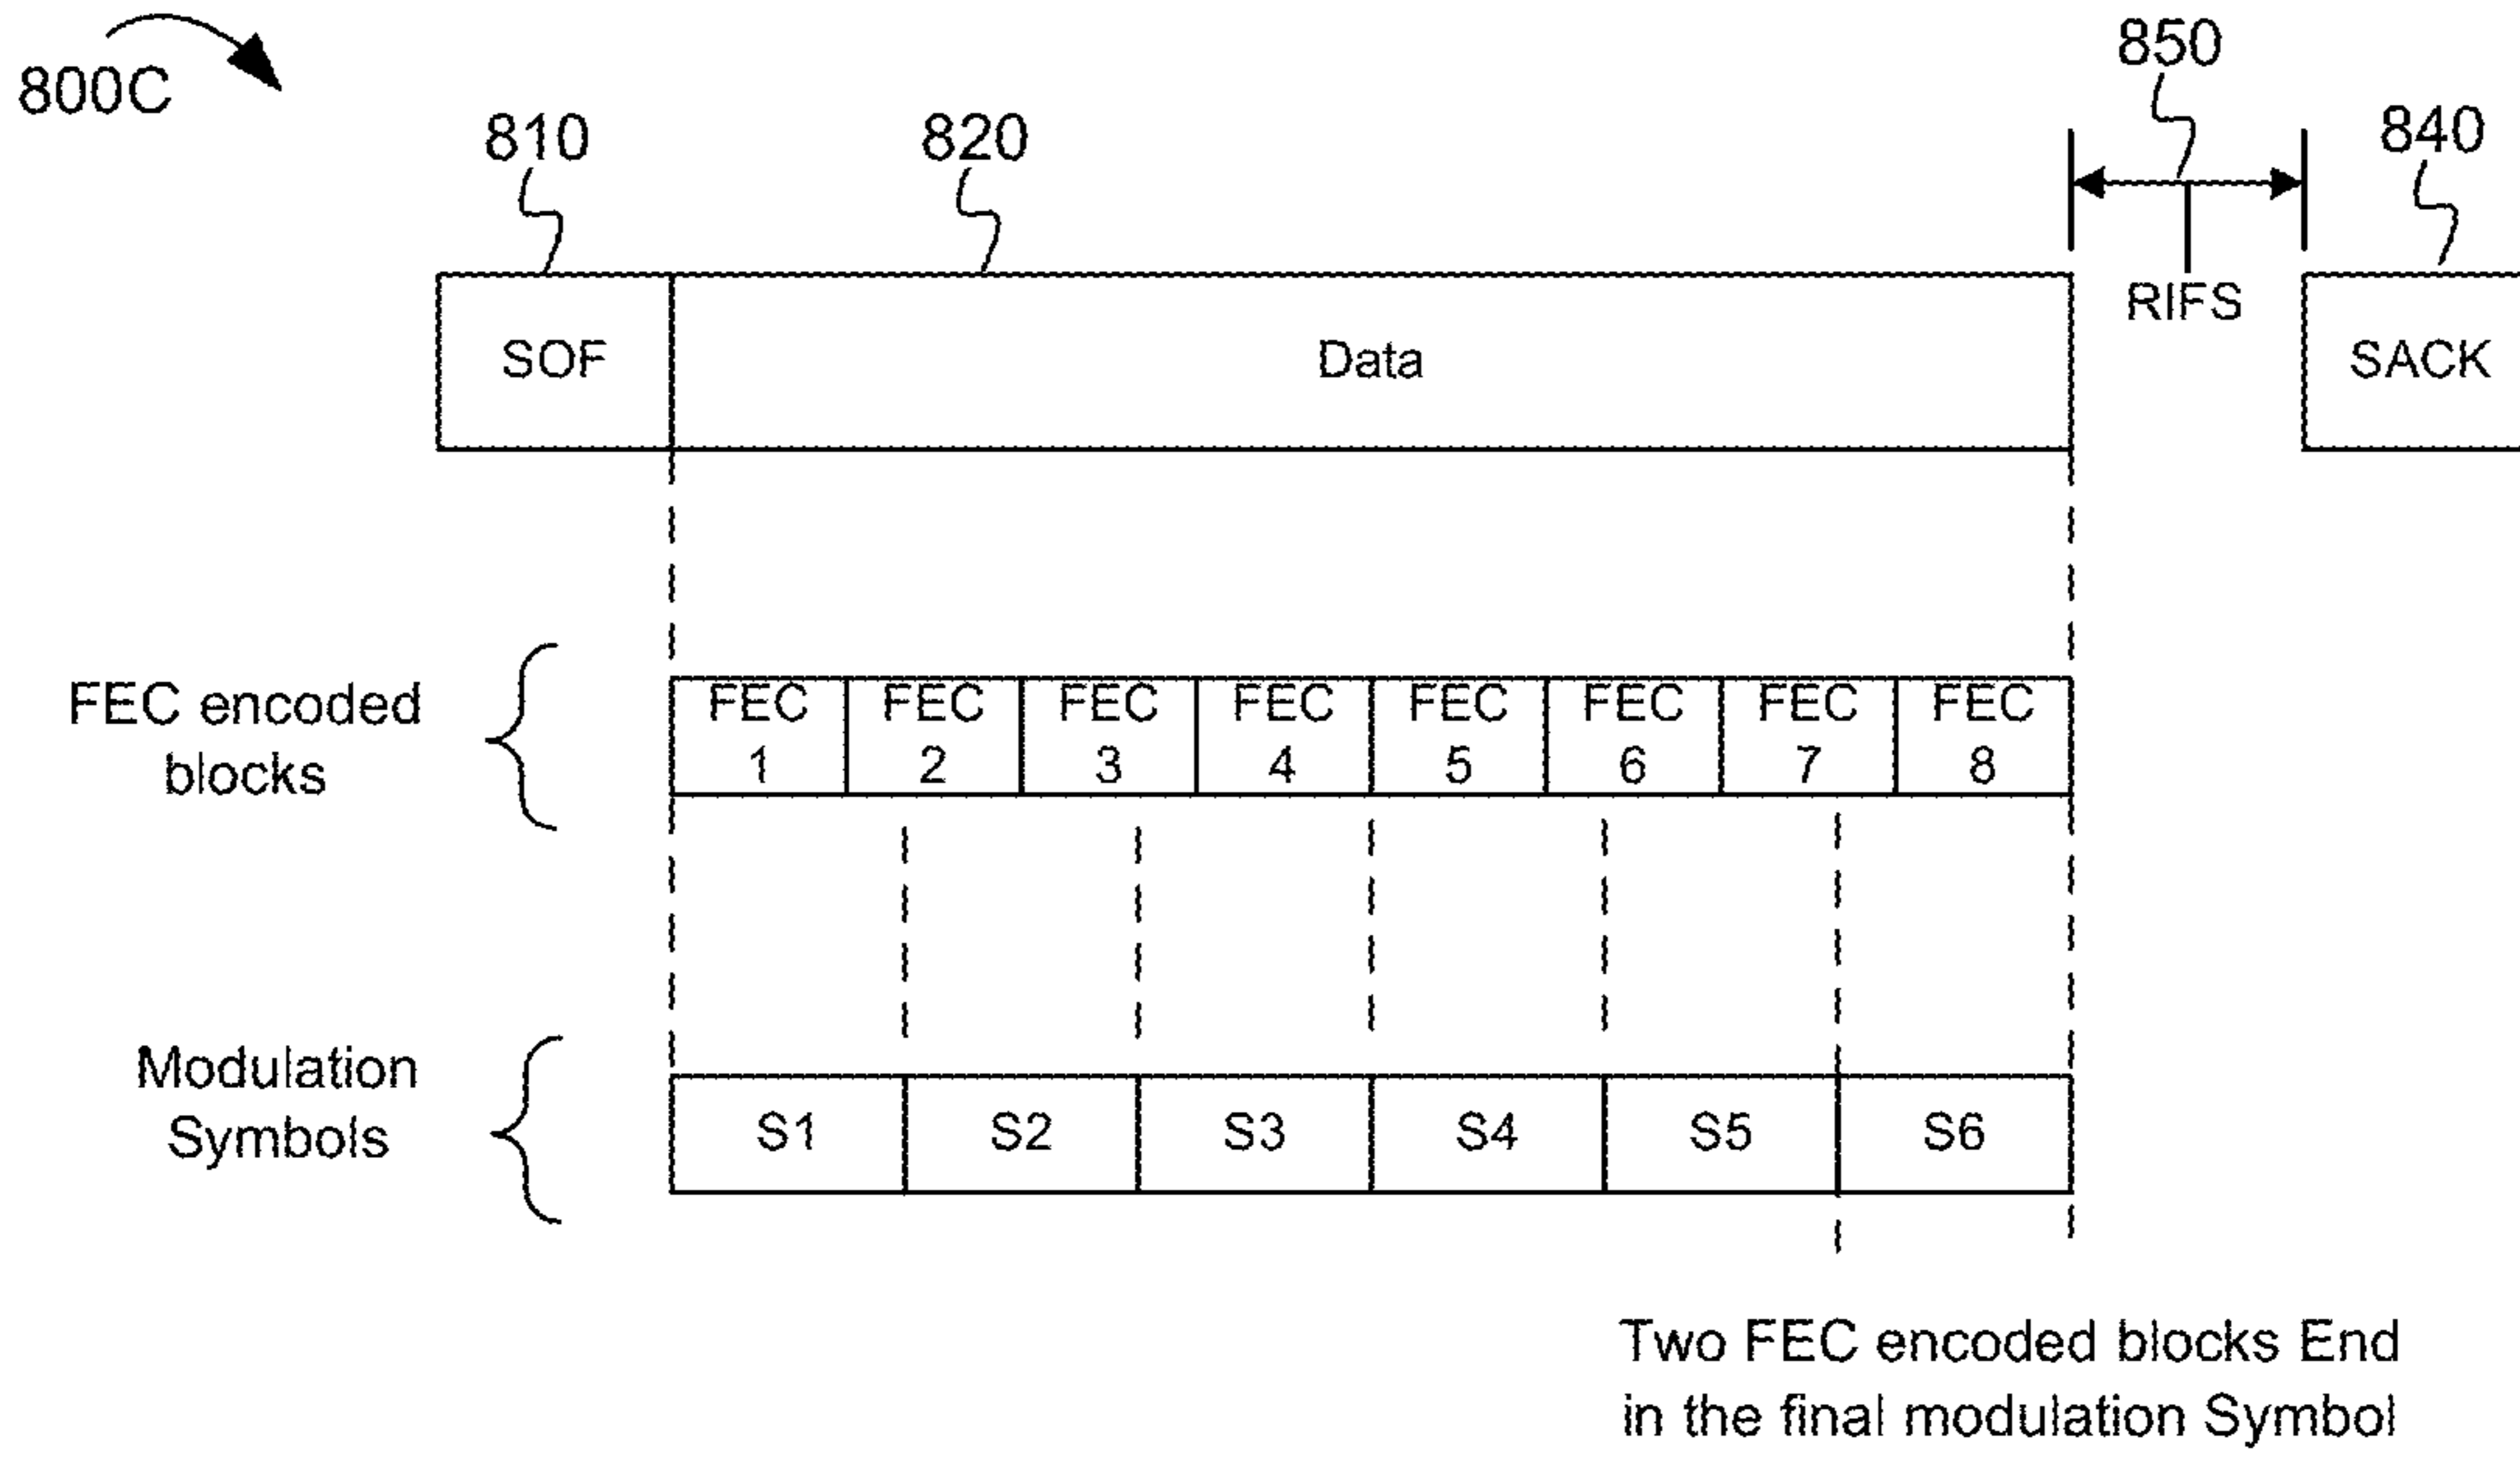 800C
850
810
820
840
RIFS
SOF
Data
SACK
FEC encoded
blocks
FEC
1
FEC
2
FEC
3
FEC
4
FEC
5
FEC
6
FEC
7
FEC
8
Modulation
Symbols
S1
S2
S3
S4
S5
S6
Two FEC encoded blocks End
in the final modulation Symbol